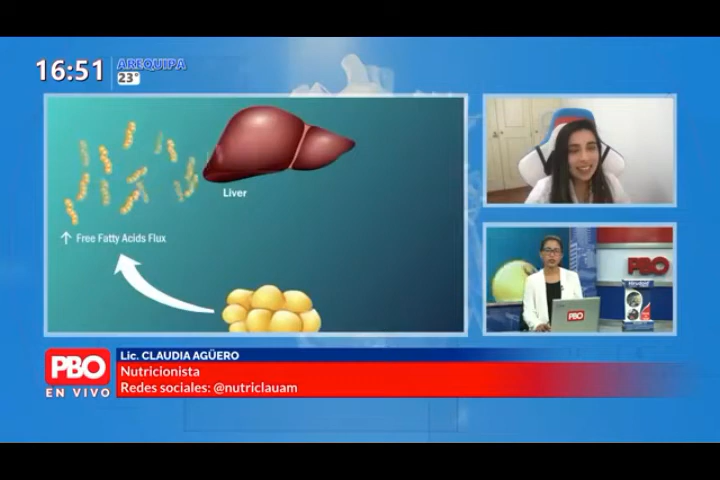 16:51
AREQUIPA
23°
Liver
↑ Free Fatty Acids Flux
PBO
PBO
PBO
EN VIVO
Lic. CLAUDIA AGÜERO
Nutricionista
Redes sociales: @nutriclauam